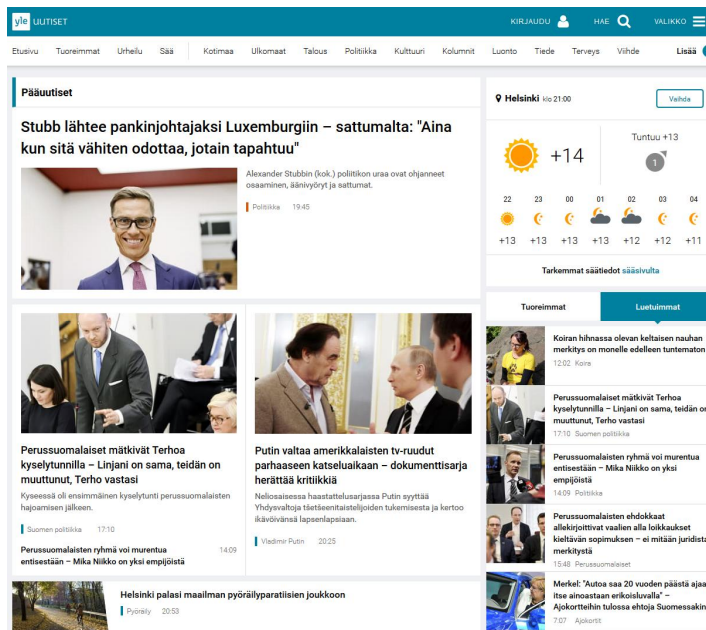 yle UUTISET
KIRJAUDU HAE VALIKKO
Etusivu Tuoreimmat Urheilu Sää Kotimaa Ulkomaat Talous Politiikka Kulttuuri Kolumnit Luonto Tiede Terveys Viihde Lisää
Pääuutiset
Stubb lähtee pankinjohtajaksi Luxemburgiin – sattumalta: "Aina
kun sitä vähiten odottaa, jotain tapahtuu"
Alexander Stubbin (kok.) poliitikon uraa ovat ohjanneet
osaaminen, äänivyöryt ja sattumat.
Politiikka 19:45
Perussuomalaiset mätkivät Terhoa
kyselytunnilla – Linjani on sama, teidän on
muuttunut, Terho vastasi
Kyseessä oli ensimmäinen kyselytunti perussuomalaisten
hajoamisen jälkeen.
Suomen politiikka 17:10
Perussuomalaisten ryhmä voi murentua 14:09
entisestään – Mika Niikko on yksi empijöistä
Putin valtaa amerikkalaisten tv-ruudut
parhaaseen katseluaikaan – dokumenttisarja
herättää kritiikkiä
Neliosaisessa haastattelusarjassa Putin syyttää
Yhdysvaltoja tšetšeenitaistelijoiden tukemisesta ja kertoo
ikävöivänsä lapsenlapsiaan.
Vladimir Putin 20:25
Helsinki palasi maailman pyöräilyparatiisien joukkoon
Pyöräily 20:53
Helsinki klo 21:00 Vaihda
+14
Tuntuu +13
1
22 23 00 01 02 03 04
+13 +13 +13 +13 +12 +12 +11
Tarkemmat säätiedot sääsivulta
Tuoreimmat Luetuimmat
Koiran hihnassa olevan keltaisen nauhan
merkitys on monelle edelleen tuntematon
12:02 Koira
Perussuomalaiset mätkivät Terhoa
kyselytunnilla – Linjani on sama, teidän on
muuttunut, Terho vastasi
17:10 Suomen politiikka
Perussuomalaisten ryhmä voi murentua
entisestään – Mika Niikko on yksi
empijöistä
14:09 Politiikka
Perussuomalaisten ehdokkaat
allekirjoittivat vaalien alla loikkaukset
kieltävän sopimuksen – ei mitään juridista
merkitystä
15:48 Perussuomalaiset
Merkel: "Autoa saa 20 vuoden päästä ajaa
itse ainoastaan erikoisluvalla" –
Ajokortteihin tulossa ehtoja Suomessakin
7:07 Ajokortit